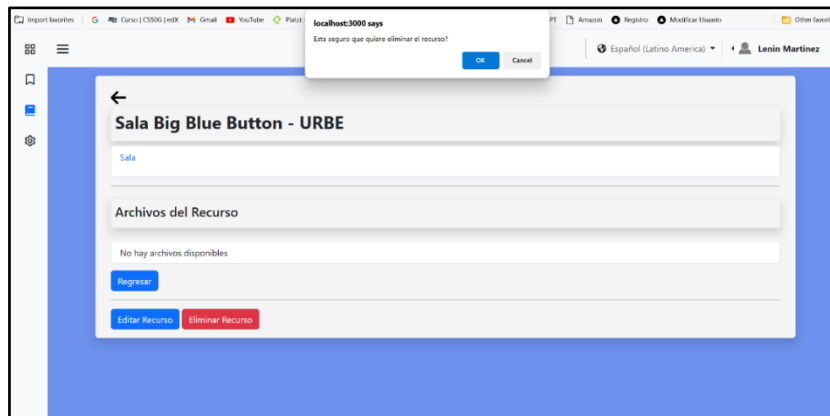 Import favorites
Curso | CS50G | edX
Gmail
YouTube
Platzi:
localhost:3000 says
Esta seguro que quiere eliminar el recurso?
OK
Cancel
PT
Amazon
Registro
Modificar Usuario
Other favori
Español (Latino America)
Lenin Martinez
Sala Big Blue Button - URBE
Sala
Archivos del Recurso
No hay archivos disponibles
Regresar
Editar Recurso
Eliminar Recurso